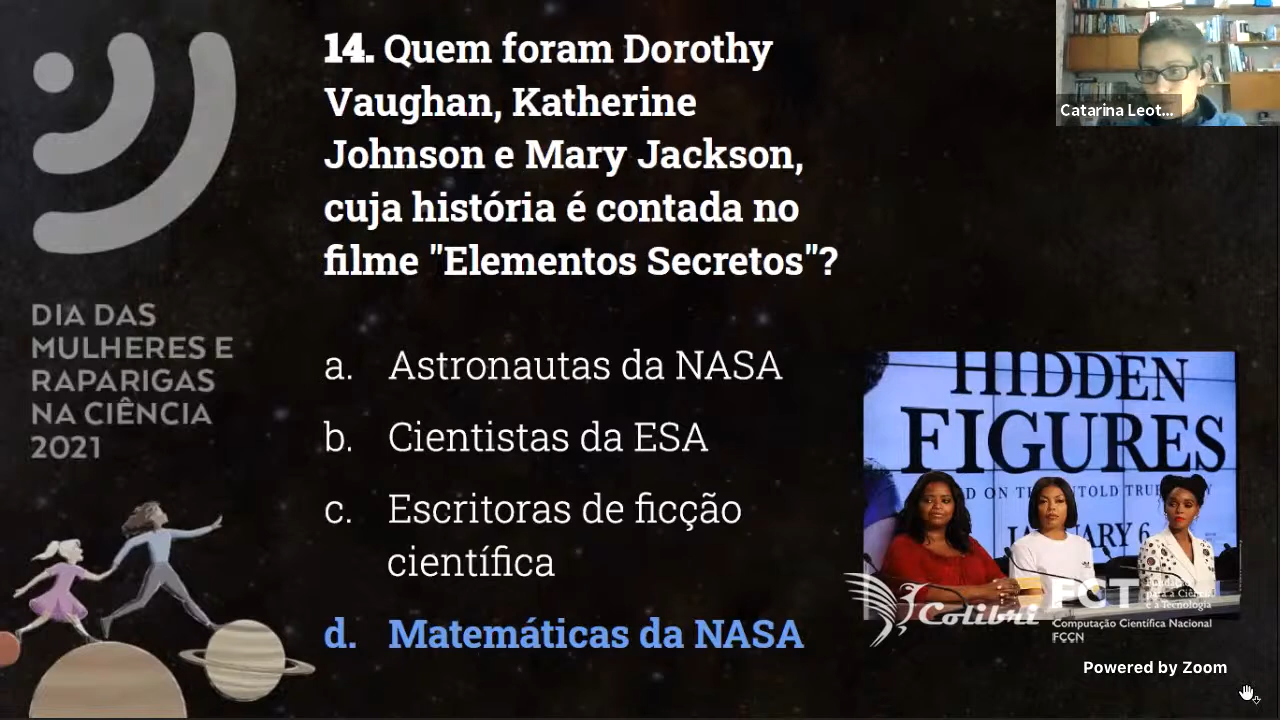 14. Quem foram Dorothy
Vaughan, Katherine
Johnson e Mary Jackson,
cuja história é contada no
filme "Elementos Secretos"?
a. Astronautas da NASA
b. Cientistas da ESA
c. Escritoras de ficção
científica
d. Matemáticas da NASA
DIA DAS
MULHERES E
RAPARIGAS
NA CIÊNCIA
2021
Catarina Leot...
HIDDEN
FIGURES
JANUARY 6
Colibri
FCT
para a Ciência
e a Tecnologia
Computação Científica Nacional
FCCN
Powered by Zoom